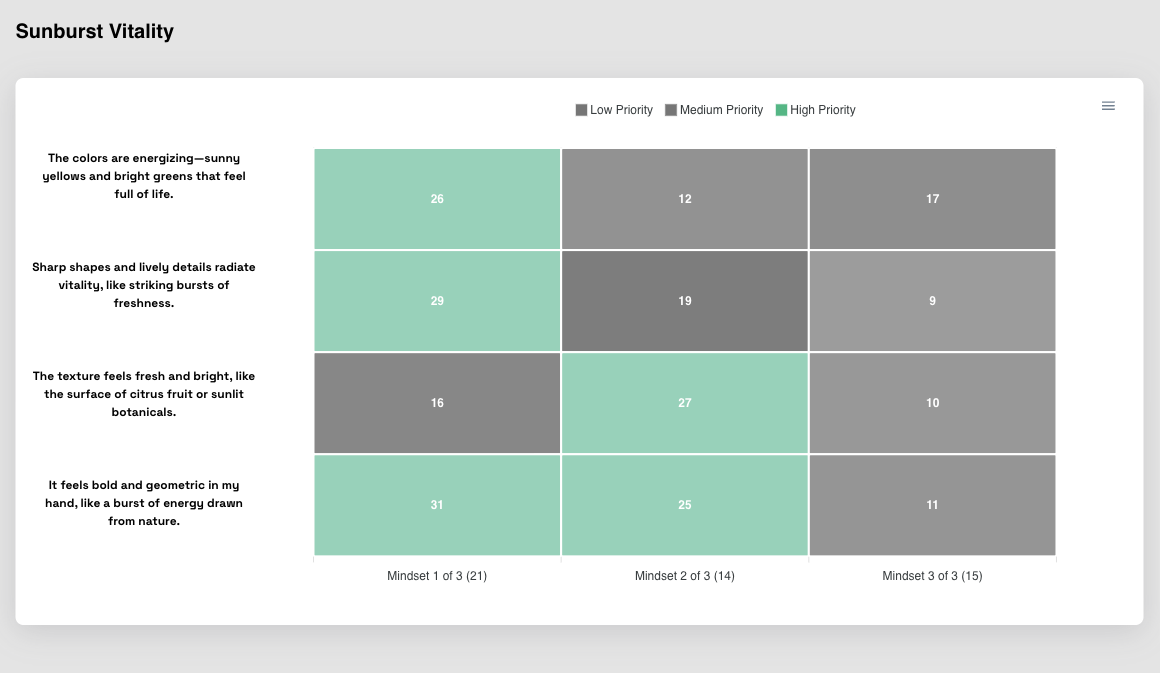 Sunburst Vitality
Low Priority Medium Priority High Priority
The colors are energizing—sunny
yellows and bright greens that feel
full of life.
26 12 17
Sharp shapes and lively details radiate
vitality, like striking bursts of
freshness.
29 19 9
The texture feels fresh and bright, like
the surface of citrus fruit or sunlit
botanicals.
16 27 10
It feels bold and geometric in my
hand, like a burst of energy drawn
from nature.
31 25 11
Mindset 1 of 3 (21) Mindset 2 of 3 (14) Mindset 3 of 3 (15)